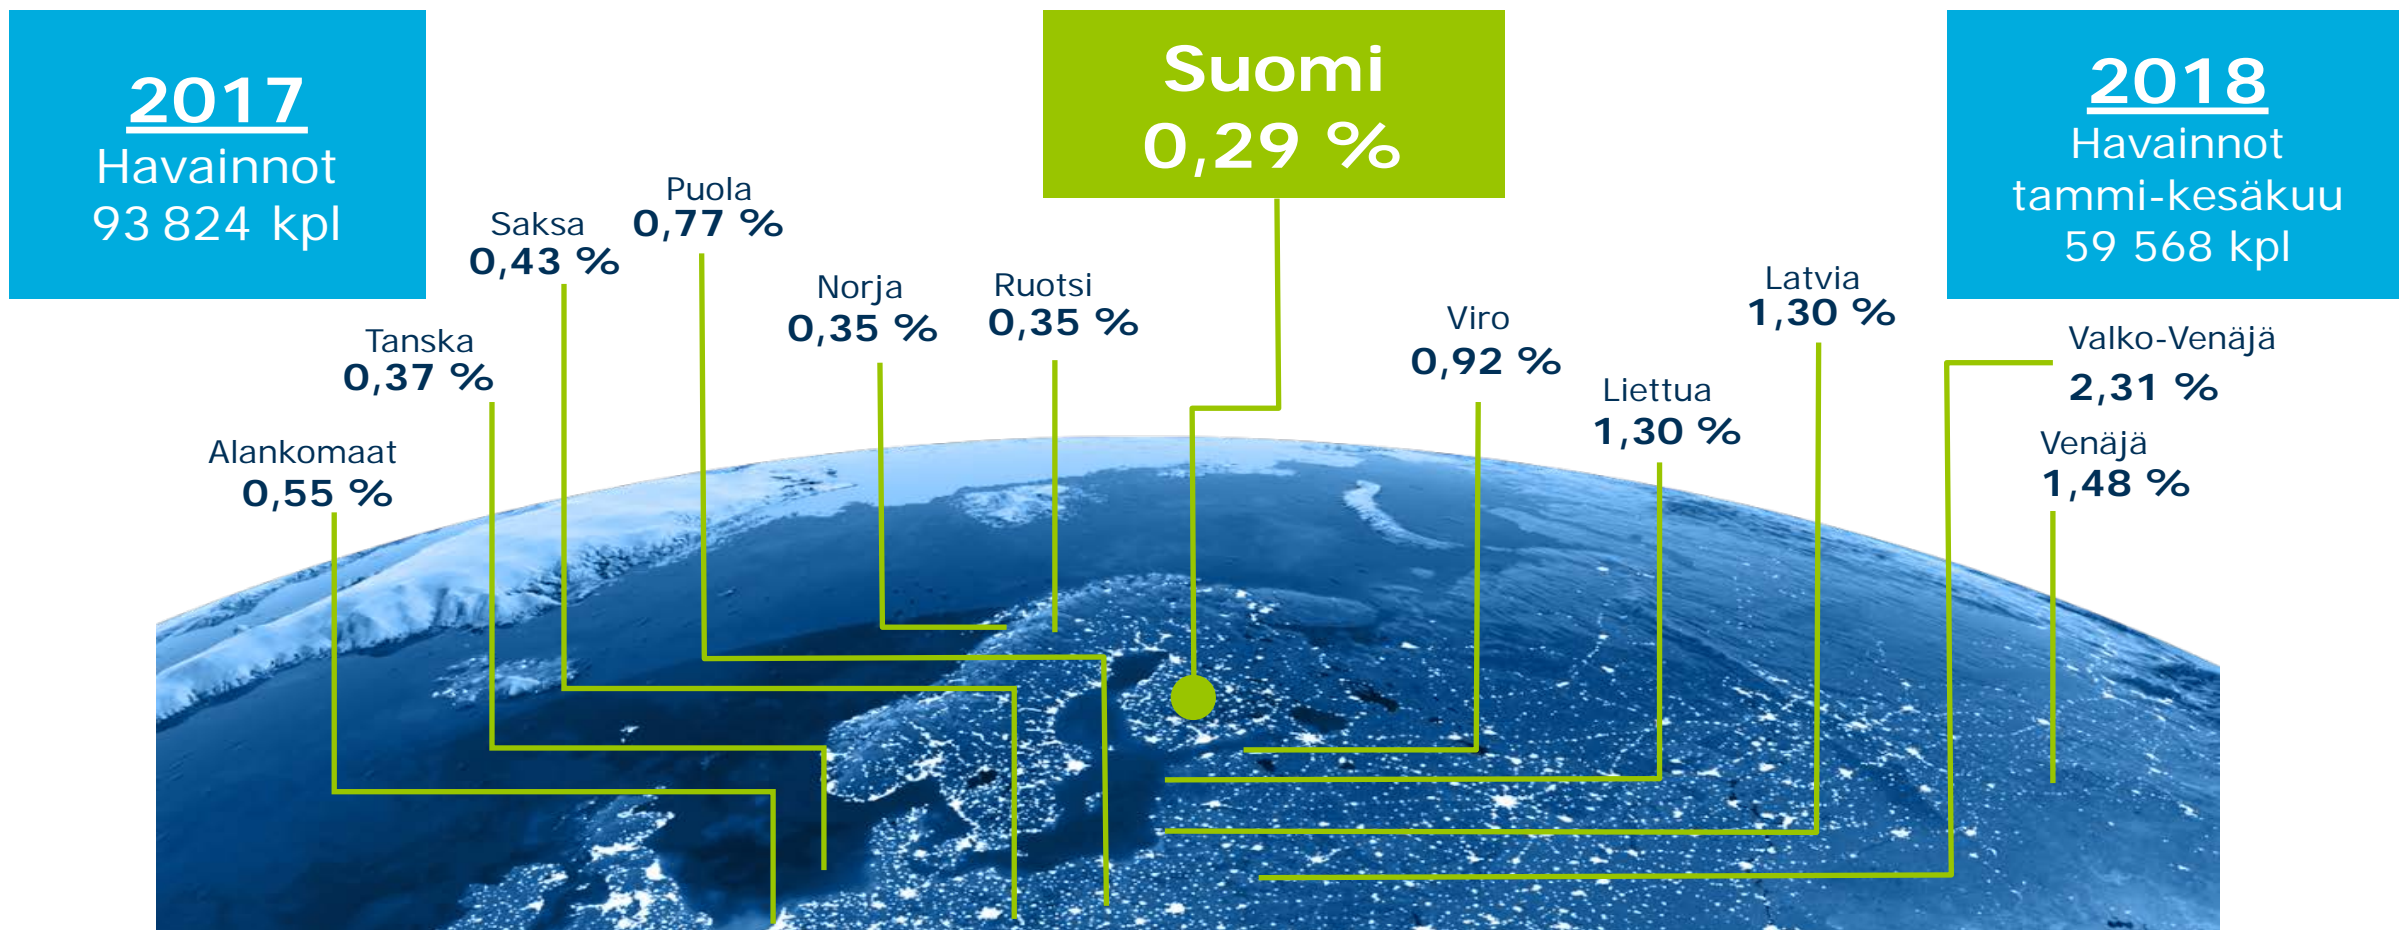 2017
Havainnot
93 824 kpl
Suomi
0,29 %
2018
Havainnot
tammi-kesäkuu
59 568 kpl
Puola
0,77 %
Saksa
0,43 %
Norja
0,35 %
Ruotsi
0,35 %
Latvia
1,30 %
Viro
0,92 %
Tanska
0,37 %
Valko-Venäjä
2,31 %
Liettua
1,30 %
Alankomaat
0,55 %
Venäjä
1,48 %